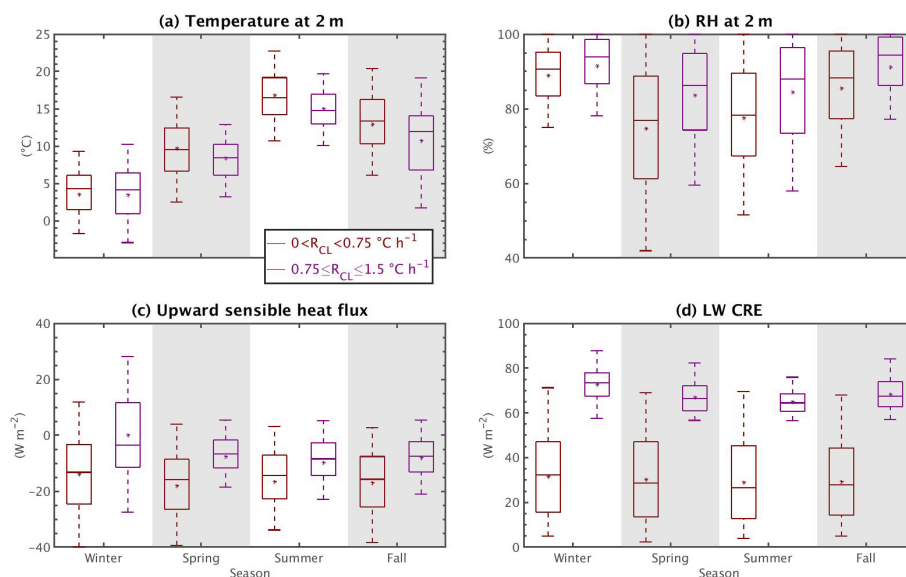 (a) Temperature at 2 m
(b) RH at 2 m
25
20
15
10
5
0
(°C)
100
80
60
40
(%)
0<R_CL<0.75 °C h⁻¹
0.75≤R_CL≤1.5 °C h⁻¹
(c) Upward sensible heat flux
(d) LW CRE
40
20
0
-20
-40
(W m⁻²)
Winter Spring Summer Fall
Season
100
80
60
40
20
0
(W m⁻²)
Winter Spring Summer Fall
Season